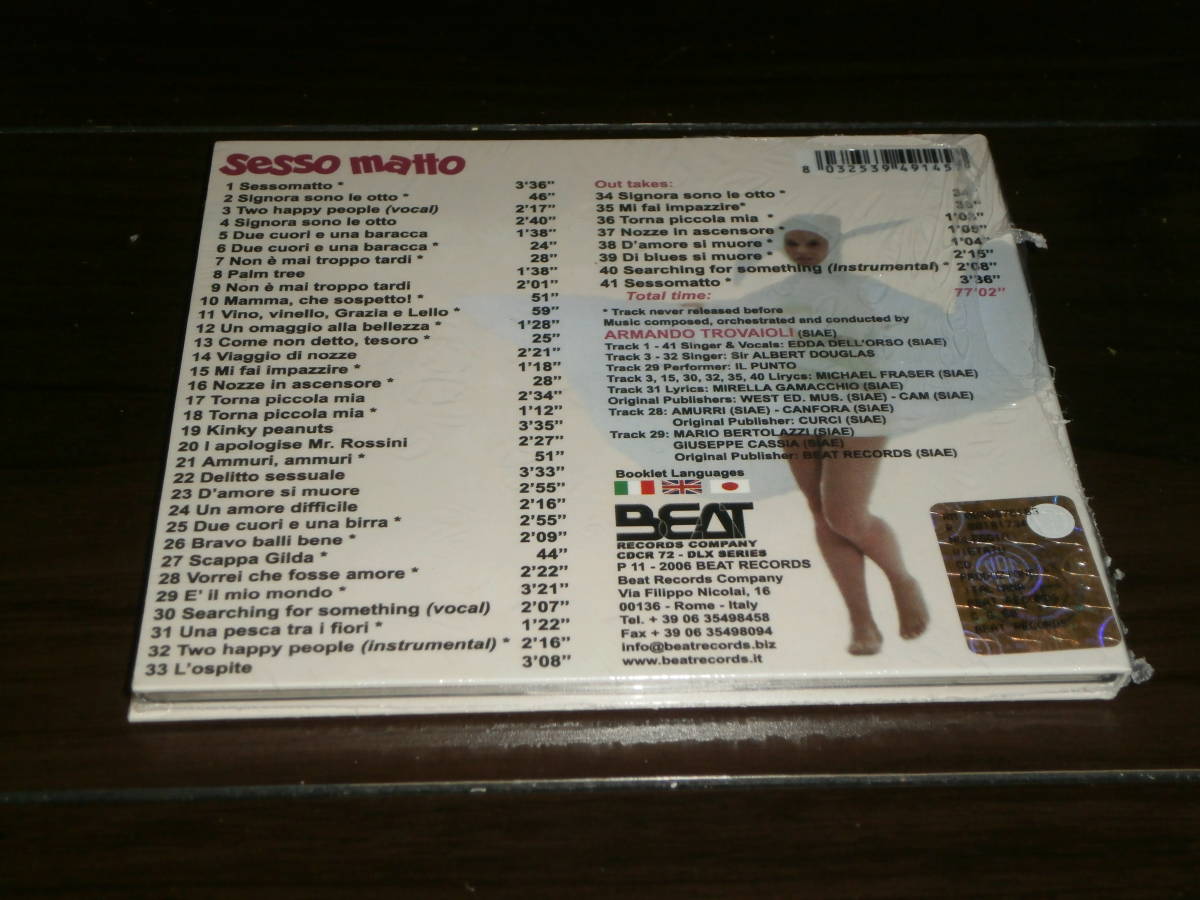 sesso matto
1 Sessomatto * 3'36"
2 Signora sono le otto * 46"
3 Two happy people (vocal) 2'17"
4 Signora sono le otto 2'40"
5 Due cuori e una baracca 1'38"
6 Due cuori e una baracca * 24"
7 Non è mai troppo tardi * 28"
8 Palm tree 1'38"
9 Non è mai troppo tardi 2'01"
10 Mamma, che sospetto! * 51"
11 Vino, vinello, Grazia e Lello * 59"
12 Un omaggio alla bellezza * 1'28"
13 Come non detto, tesoro * 25"
14 Viaggio di nozze 2'21"
15 Mi fai impazzire * 1'18"
16 Nozze in ascensore * 28"
17 Torna piccola mia 2'34"
18 Torna piccola mia * 1'12"
19 Kinky peanuts 3'35"
20 I apologise Mr. Rossini 2'27"
21 Ammuri, ammuri * 51"
22 Delitto sessuale 3'33"
23 D'amore si muore 2'55"
24 Un amore difficile 2'16"
25 Due cuori e una birra * 2'55"
26 Bravo balli bene * 2'09"
27 Scappa Gilda * 44"
28 Vorrei che fosse amore * 2'22"
29 E' il mio mondo * 3'21"
30 Searching for something (vocal) 2'07"
31 Una pesca tra i fiori * 1'22"
32 Two happy people (instrumental) * 2'16"
33 L'ospite 3'08"
Out takes:
34 Signora sono le otto *
35 Mi fai impazzire*
36 Torna piccola mia * 1'03"
37 Nozze in ascensore *
38 D'amore si muore * 1'04"
39 Di blues si muore * 2'15"
40 Searching for something (instrumental) * 2'08"
41 Sessomatto * 3'36"
Total time: 77'02"
* Track never released before
Music composed, orchestrated and conducted by
ARMANDO TROVAIOLI (SIAE)
Track 1 - 41 Singer & Vocals: EDDA DELL'ORSO (SIAE)
Track 3 - 32 Singer: Sir ALBERT DOUGLAS
Track 29 Performer: IL PUNTO
Track 3, 15, 30, 32, 35, 40 Lirycs: MICHAEL FRASER (SIAE)
Track 31 Lyrics: MIRELLA GAMACCHIO (SIAE)
Original Publishers: WEST ED. MUS. (SIAE) - CAM (SIAE)
Track 28: AMURRI (SIAE) - CANFORA (SIAE)
Original Publisher: CURCI (SIAE)
Track 29: MARIO BERTOLAZZI (SIAE)
GIUSEPPE CASSIA (SIAE)
Original Publisher: BEAT RECORDS (SIAE)
Booklet Languages
BEAT
RECORDS COMPANY
CDCR 72 - DLX SERIES
P 11 - 2006 BEAT RECORDS
Beat Records Company
Via Filippo Nicolai, 16
00136 - Rome - Italy
Tel. + 39 06 35498458
Fax + 39 06 35498094
info@beatrecords.biz
www.beatrecords.it
8 032539 49145
BEAT RECORDS